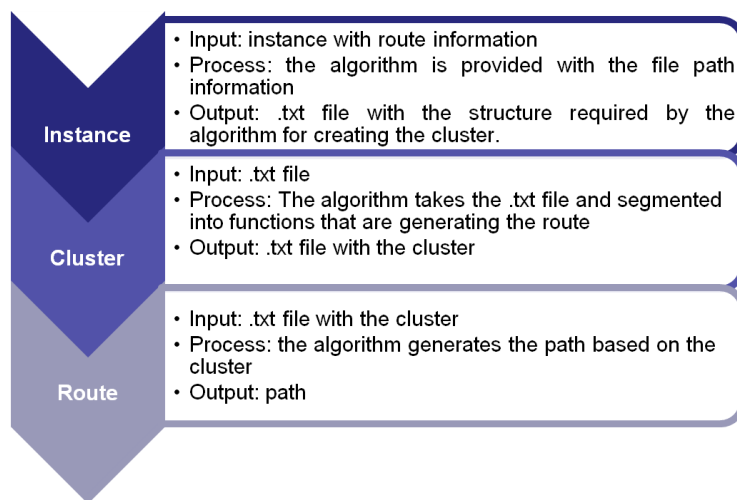 Instance
• Input: instance with route information
• Process: the algorithm is provided with the file path
information
• Output: .txt file with the structure required by the
algorithm for creating the cluster.
Cluster
• Input: .txt file
• Process: The algorithm takes the .txt file and segmented
into functions that are generating the route
• Output: .txt file with the cluster
Route
• Input: .txt file with the cluster
• Process: the algorithm generates the path based on the
cluster
• Output: path